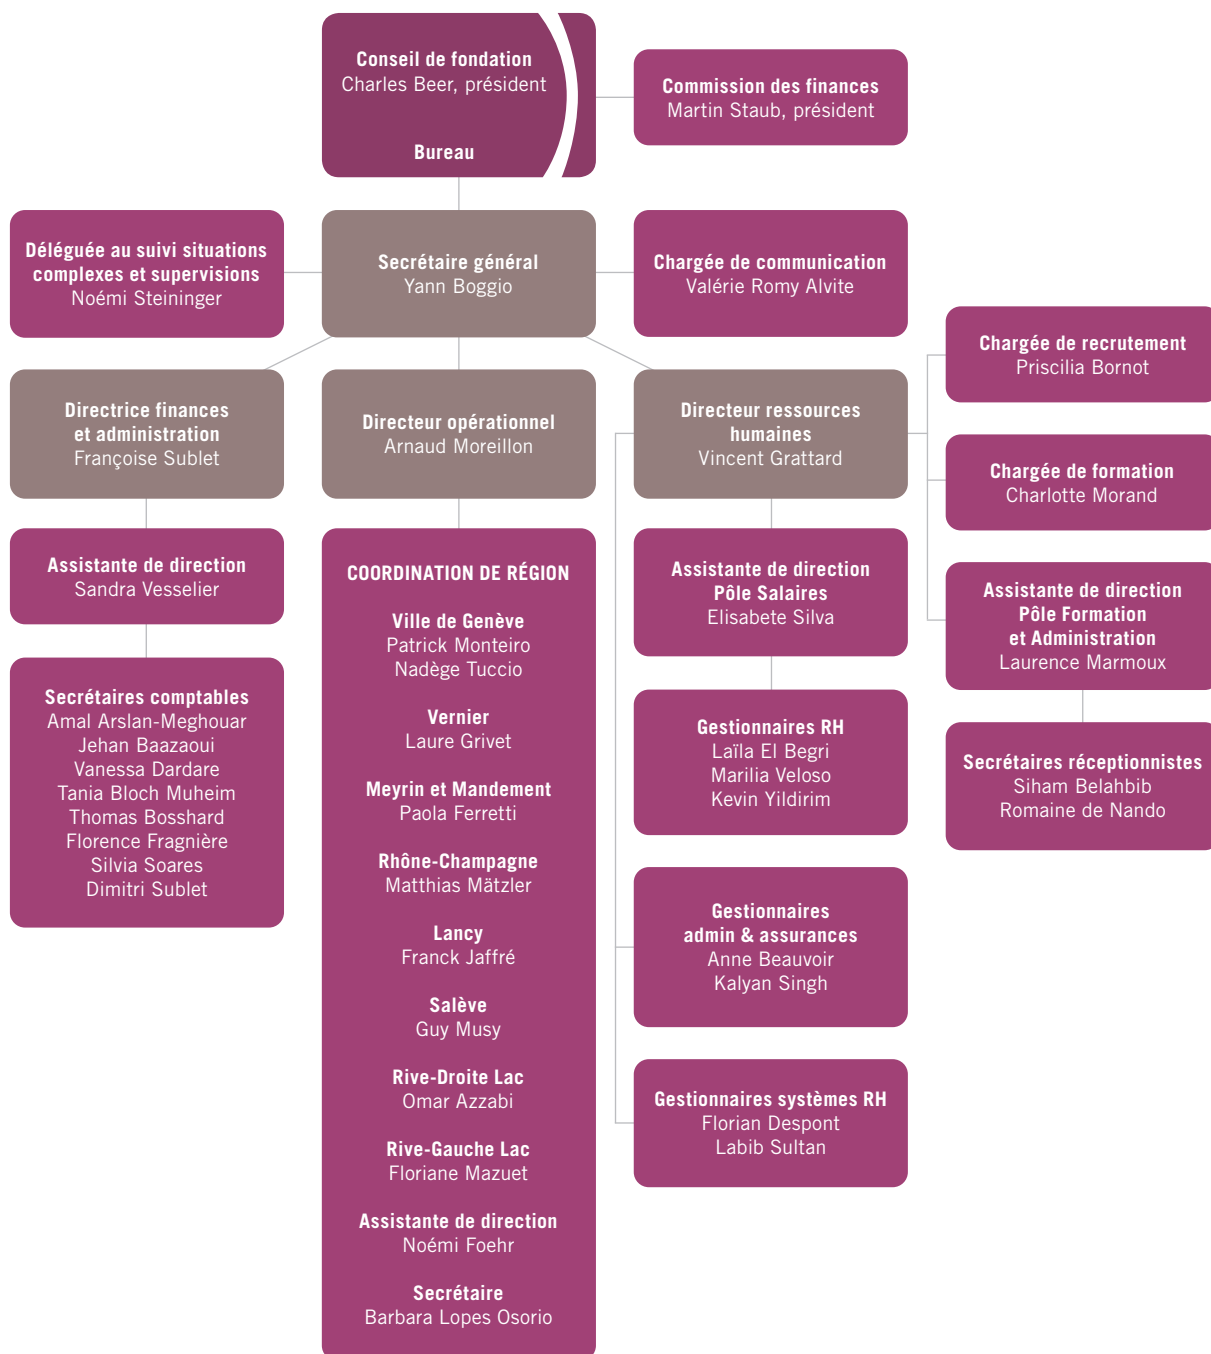 Conseil de fondation
Charles Beer, président
Bureau
Commission des finances
Martin Staub, président
Déléguée au suivi situations
complexes et supervisions
Noémi Steininger
Secrétaire général
Yann Boggio
Chargée de communication
Valérie Romy Alvite
Directrice finances
et administration
Françoise Sublet
Directeur opérationnel
Arnaud Moreillon
Directeur ressources
humaines
Vincent Grattard
Chargée de recrutement
Priscilia Bornot
Chargée de formation
Charlotte Morand
Assistante de direction
Pôle Formation
et Administration
Laurence Marmoux
Secrétaires réceptionnistes
Siham Belahbib
Romaine de Nando
Assistante de direction
Sandra Vesselier
Secrétaires comptables
Amal Arslan-Meghouar
Jehan Baazaoui
Vanessa Dardare
Tania Bloch Muheim
Thomas Bosshard
Florence Fragnière
Silvia Soares
Dimitri Sublet
COORDINATION DE RÉGION
Ville de Genève
Patrick Monteiro
Nadège Tuccio
Vernier
Laure Grivet
Meyrin et Mandement
Paola Ferretti
Rhône-Champagne
Matthias Mätzler
Lancy
Franck Jaffré
Salève
Guy Musy
Rive-Droite Lac
Omar Azzabi
Rive-Gauche Lac
Floriane Mazuet
Assistante de direction
Noémi Foehr
Secrétaire
Barbara Lopes Osorio
Assistante de direction
Pôle Salaires
Elisabete Silva
Gestionnaires RH
Laïla El Begri
Marilia Veloso
Kevin Yildirim
Gestionnaires
admin & assurances
Anne Beauvoir
Kalyan Singh
Gestionnaires systèmes RH
Florian Despont
Labib Sultan